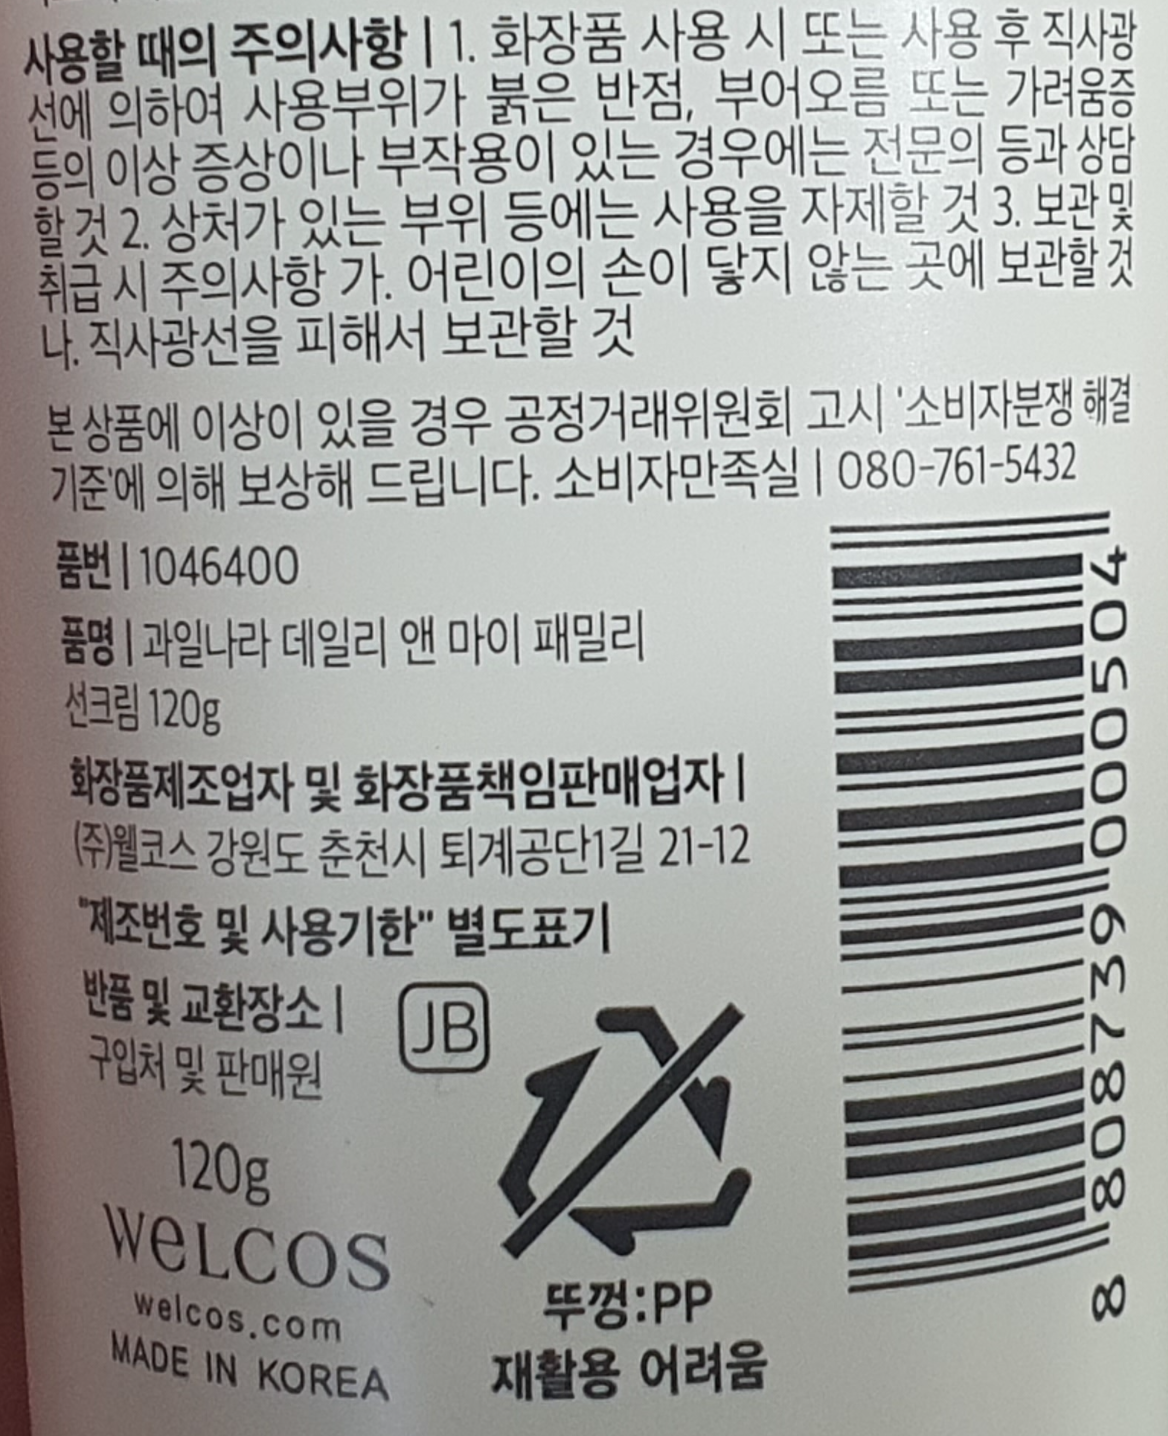 사용할 때의 주의사항 | 1. 화장품 사용 시 또는 사용 후 직사광
선에 의하여 사용부위가 붉은 반점, 부어오름 또는 가려움증
등의 이상 증상이나 부작용이 있는 경우에는 전문의 등과 상담
할 것 2. 상처가 있는 부위 등에는 사용을 자제할 것 3. 보관 및
취급 시 주의사항 가. 어린이의 손이 닿지 않는 곳에 보관할 것
나. 직사광선을 피해서 보관할 것
본 상품에 이상이 있을 경우 공정거래위원회 고시 '소비자분쟁 해결
기준'에 의해 보상해 드립니다. 소비자만족실 | 080-761-5432
품번 | 1046400
품명 | 과일나라 데일리 앤 마이 패밀리
선크림 120g
화장품제조업자 및 화장품책임판매업자 |
(주)웰코스 강원도 춘천시 퇴계공단1길 21-12
"제조번호 및 사용기한" 별도표기
반품 및 교환장소 |
구입처 및 판매원
JB
120g
WeLCOS
welcos.com
MADE IN KOREA
뚜껑:PP
재활용 어려움
8 808739 000504